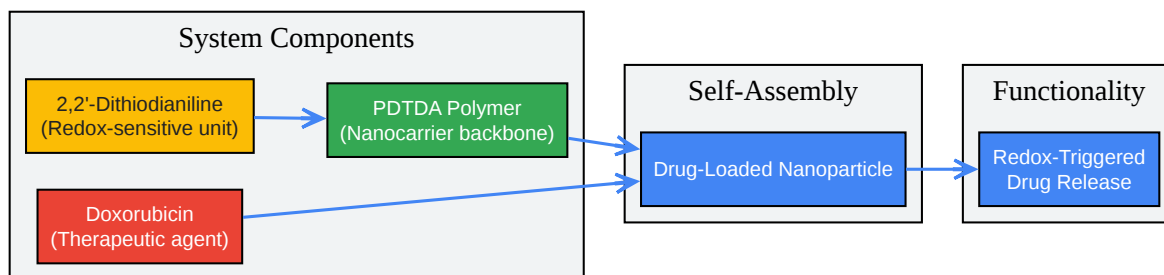 System Components
2,2'-Dithiodianiline
(Redox-sensitive unit)
PDTDA Polymer
(Nanocarrier backbone)
Doxorubicin
(Therapeutic agent)
Self-Assembly
Drug-Loaded Nanoparticle
Functionality
Redox-Triggered
Drug Release